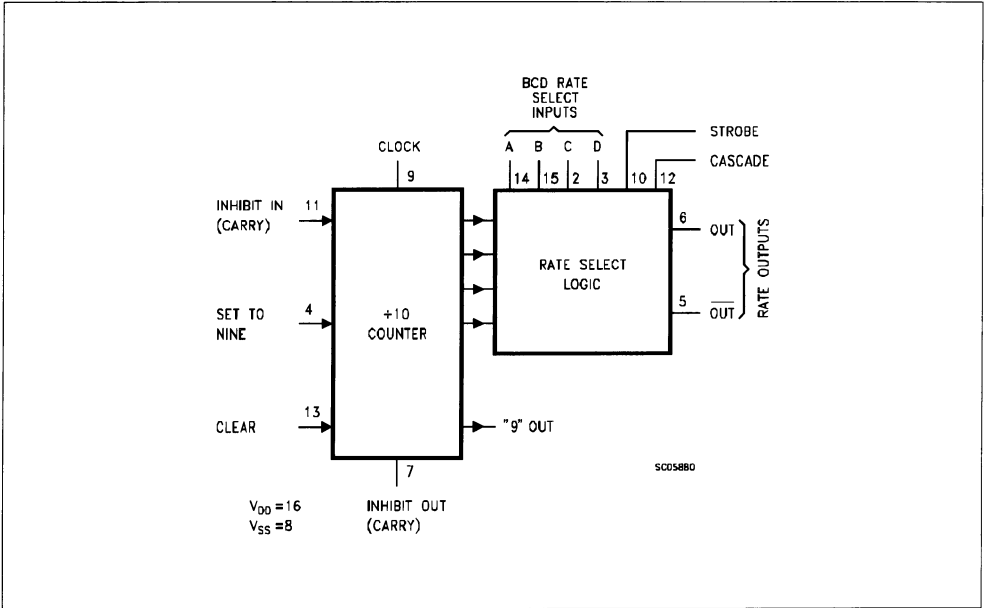 BCD RATE
SELECT
INPUTS
A B C D
STROBE
CASCADE
CLOCK
9
14 15 2 3 10 12
INHIBIT IN
(CARRY)
11
6
OUT
RATE SELECT
LOGIC
RATE OUTPUTS
SET TO
NINE
4
+10
COUNTER
5
OUT
CLEAR
13
"9" OUT
7
INHIBIT OUT
(CARRY)
VDD =16
VSS =8
SC05880